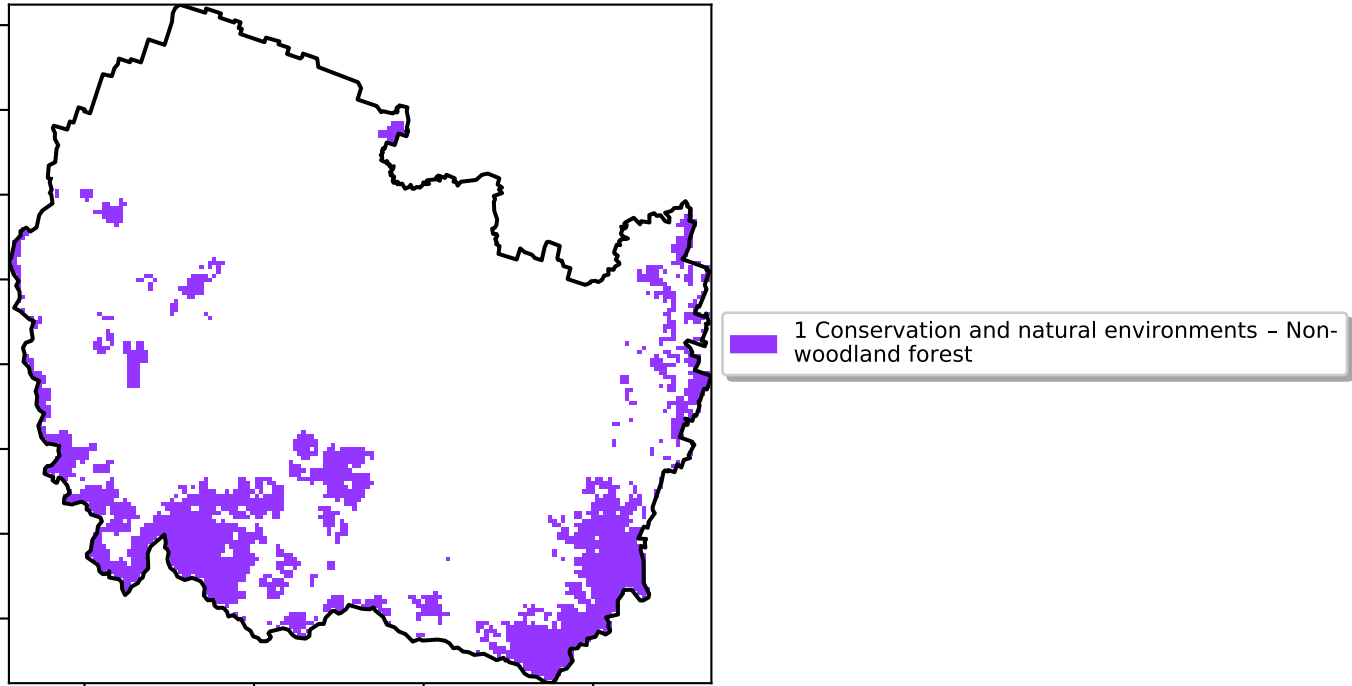 1 Conservation and natural environments – Non-
woodland forest